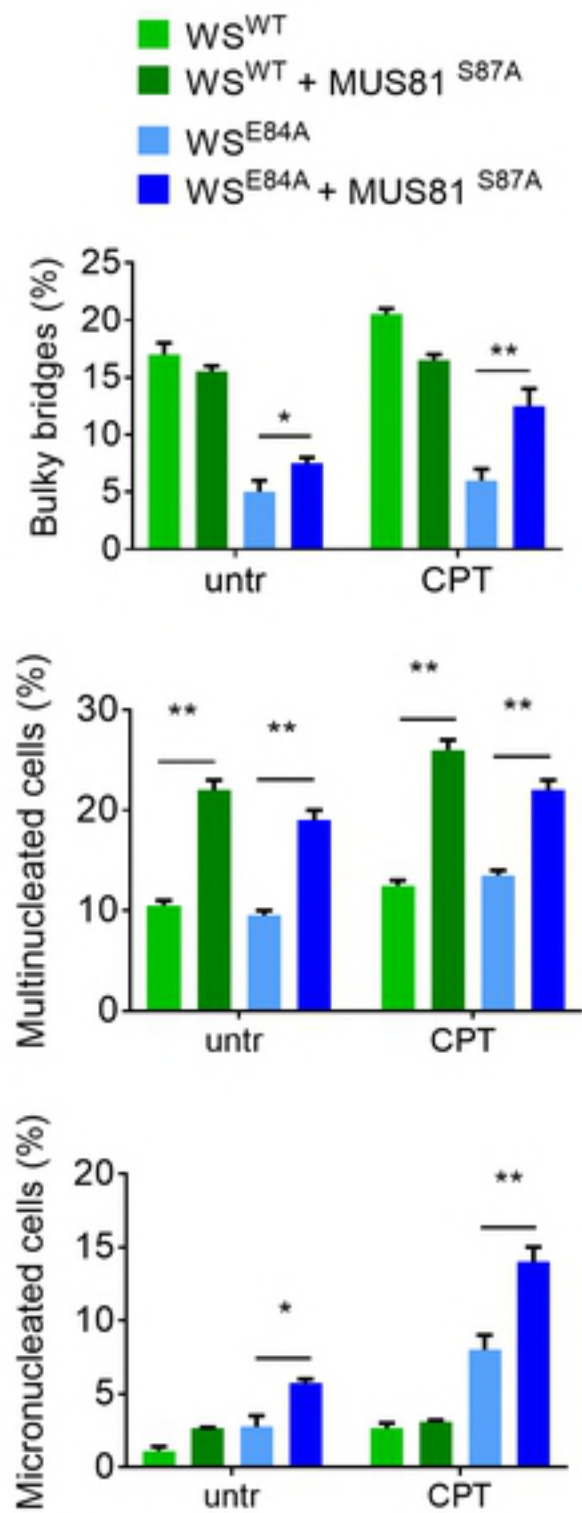 WS^WT
WS^WT + MUS81 ^S87A
WS^E84A
WS^E84A + MUS81 ^S87A
Bulky bridges (%)
25
20
15
10
5
0
*
**
untr
CPT
Multinucleated cells (%)
30
20
10
0
**
**
**
**
untr
CPT
Micronucleated cells (%)
20
15
10
5
0
*
**
untr
CPT